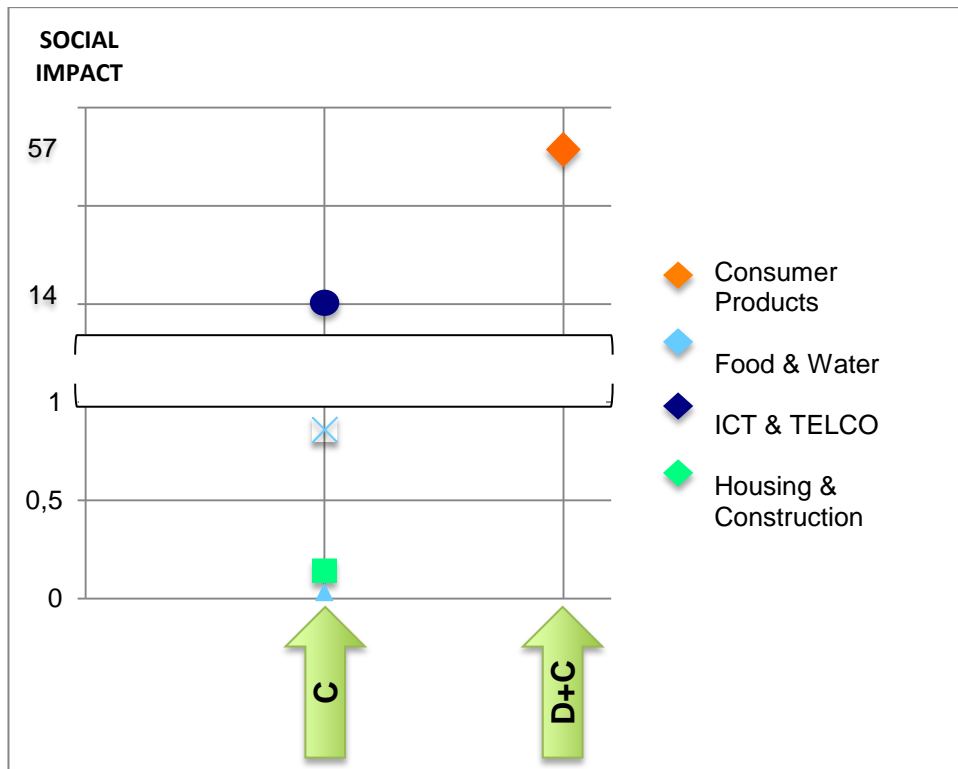 SOCIAL
IMPACT
57
14
1
0,5
0
Consumer
Products
Food & Water
ICT & TELCO
Housing &
Construction
C
D+C